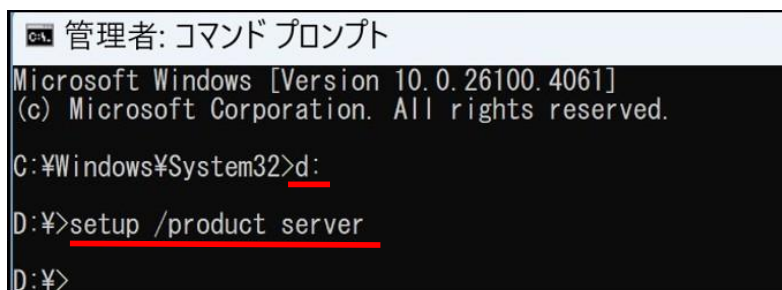 管理者: コマンド プロンプト
Microsoft Windows [Version 10.0.26100.4061]
(c) Microsoft Corporation. All rights reserved.
C:¥Windows¥System32>d:
D:¥>setup /product server
D:¥>